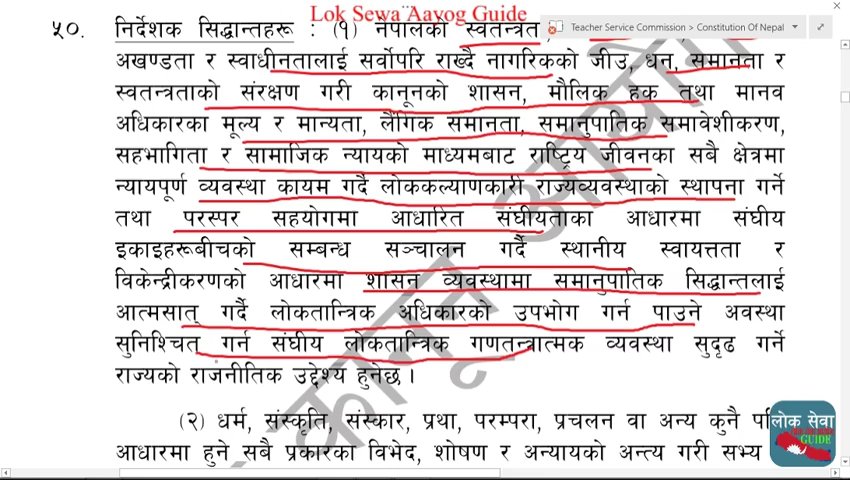 Lok Sewa Aayog Guide
Teacher Service Commission > Constitution Of Nepal
५०. निर्देशक सिद्धान्तहरू : (१) नेपालको स्वतन्त्रता,
अखण्डता र स्वाधीनतालाई सर्वोपरि राख्दै नागरिकको जीउ, धन, समानता र
स्वतन्त्रताको संरक्षण गरी कानूनको शासन, मौलिक हक तथा मानव
अधिकारका मूल्य र मान्यता, लैंगिक समानता, समानुपातिक समावेशीकरण,
सहभागिता र सामाजिक न्यायको माध्यमबाट राष्ट्रिय जीवनका सबै क्षेत्रमा
न्यायपूर्ण व्यवस्था कायम गर्दै लोककल्याणकारी राज्यव्यवस्थाको स्थापना गर्ने
तथा परस्पर सहयोगमा आधारित संघीयताका आधारमा संघीय
इकाइहरूबीचको सम्बन्ध सञ्चालन गर्दै स्थानीय स्वायत्तता र
विकेन्द्रीकरणको आधारमा शासन व्यवस्थामा समानुपातिक सिद्धान्तलाई
आत्मसात् गर्दै लोकतान्त्रिक अधिकारको उपभोग गर्न पाउने अवस्था
सुनिश्चित गर्न संघीय लोकतान्त्रिक गणतन्त्रात्मक व्यवस्था सुदृढ गर्ने
राज्यको राजनीतिक उद्देश्य हुनेछ ।
(२) धर्म, संस्कृति, संस्कार, प्रथा, परम्परा, प्रचलन वा अन्य कुनै
आधारमा हुने सबै प्रकारका विभेद, शोषण र अन्यायको अन्त्य गरी सभ्य
लोक सेवा
GUIDE
कानून आयोग